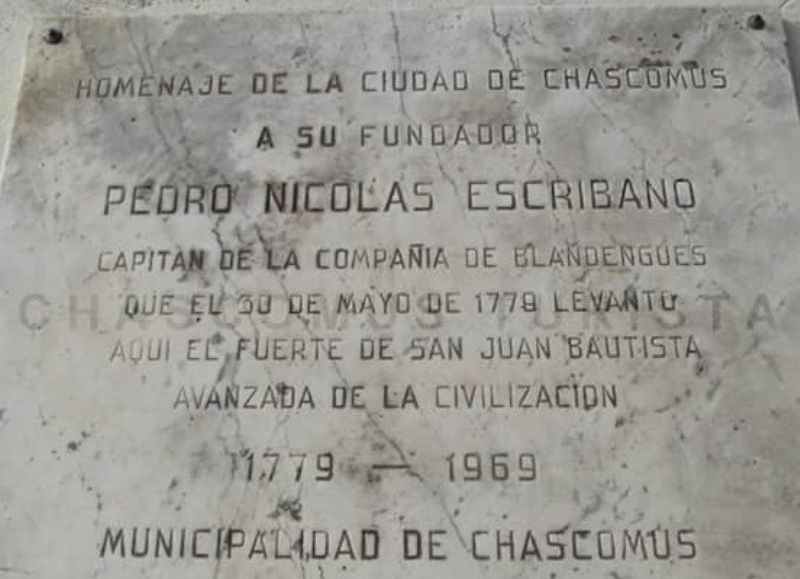 HOMENAJE DE LA CIUDAD DE CHASCOMUS
A SU FUNDADOR
PEDRO NICOLAS ESCRIBANO
CAPITAN DE LA COMPAÑIA DE BLANDENGUES
QUE EL 30 DE MAYO DE 1779 LEVANTO
CHASCOMUS TURISTA
AQUI EL FUERTE DE SAN JUAN BAUTISTA
AVANZADA DE LA CIVILIZACION
1779 — 1969
MUNICIPALIDAD DE CHASCOMUS